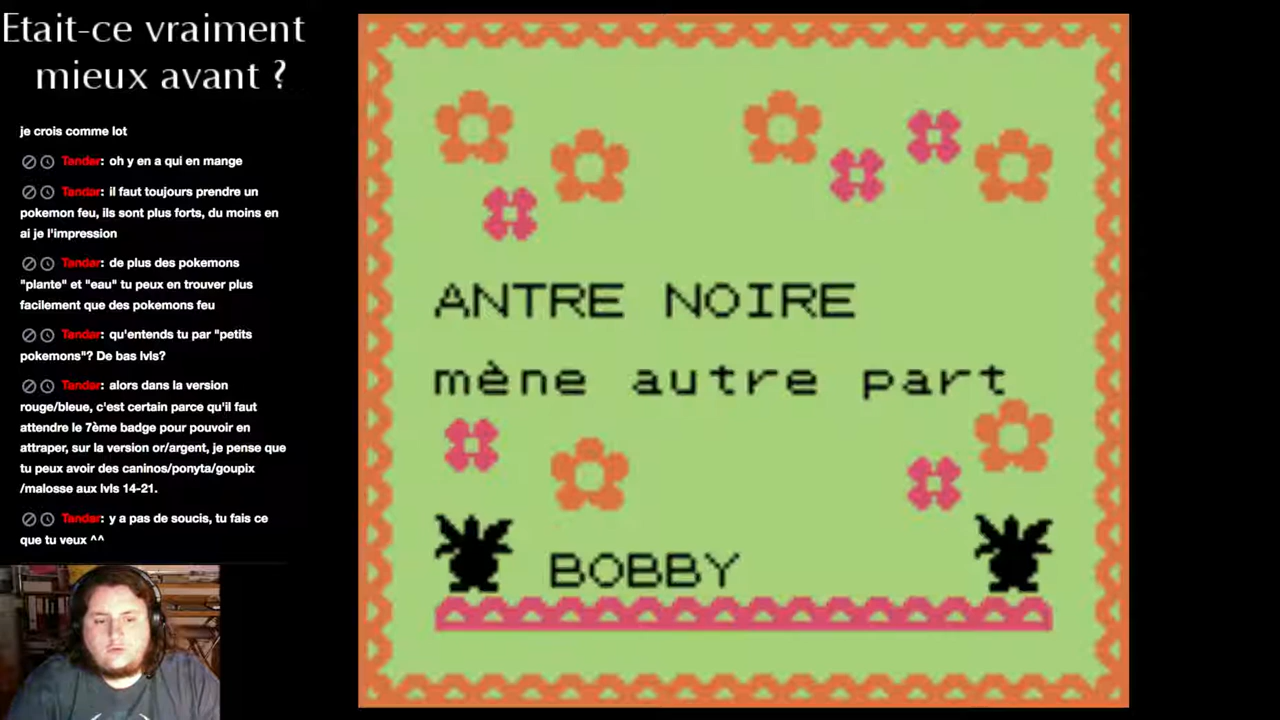 Etait-ce vraiment
mieux avant ?
je crois comme lot
Tandar: oh y en a qui en mange
Tandar: il faut toujours prendre un
pokemon feu, ils sont plus forts, du moins en
ai je l'impression
Tandar: de plus des pokemons
"plante" et "eau" tu peux en trouver plus
facilement que des pokemons feu
Tandar: qu'entends tu par "petits
pokemons"? De bas lvls?
Tandar: alors dans la version
rouge/bleue, c'est certain parce qu'il faut
attendre le 7ème badge pour pouvoir en
attraper, sur la version or/argent, je pense que
tu peux avoir des caninos/ponyta/goupix
/malosse aux lvls 14-21.
Tandar: y a pas de soucis, tu fais ce
que tu veux ^^
ANTRE NOIRE
mène autre part
BOBBY